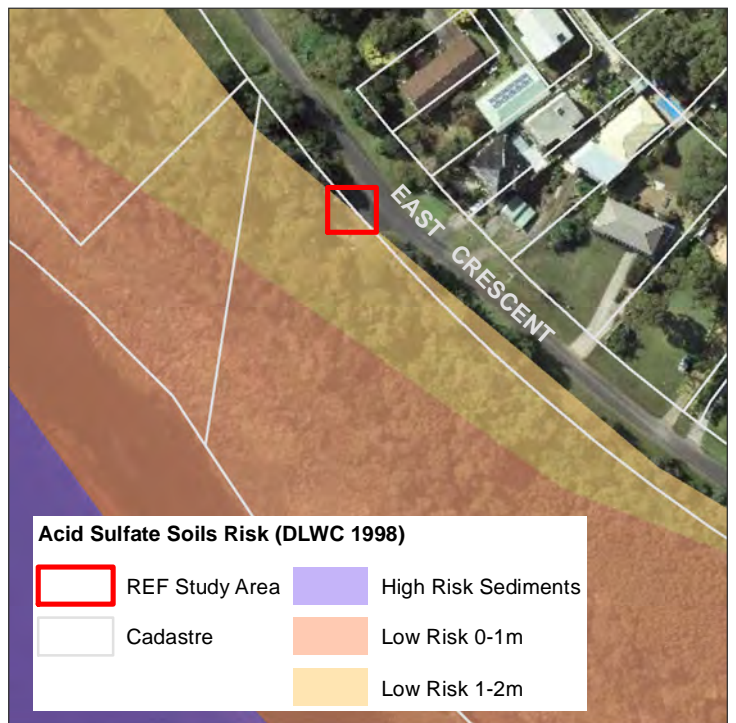 EAST CRESCENT
Acid Sulfate Soils Risk (DLWC 1998)
REF Study Area
High Risk Sediments
Cadastre
Low Risk 0-1m
Low Risk 1-2m